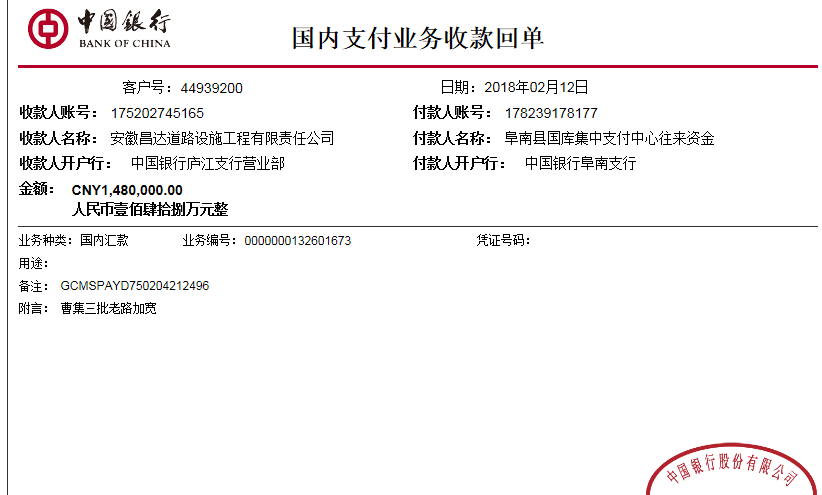 中国银行
BANK OF CHINA
国内支付业务收款回单
客户号：44939200 日期：2018年02月12日
收款人账号：175202745165 付款人账号：178239178177
收款人名称：安徽昌达道路设施工程有限责任公司 付款人名称：阜南县国库集中支付中心往来资金
收款人开户行：中国银行庐江支行营业部 付款人开户行：中国银行阜南支行
金额：CNY1,480,000.00
人民币壹佰肆拾捌万元整
业务种类：国内汇款 业务编号：0000000132601673 凭证号码：
用途：
备注：GCMSPAYD750204212496
附言：曹集三批老路加宽
中国银行股份有限公司